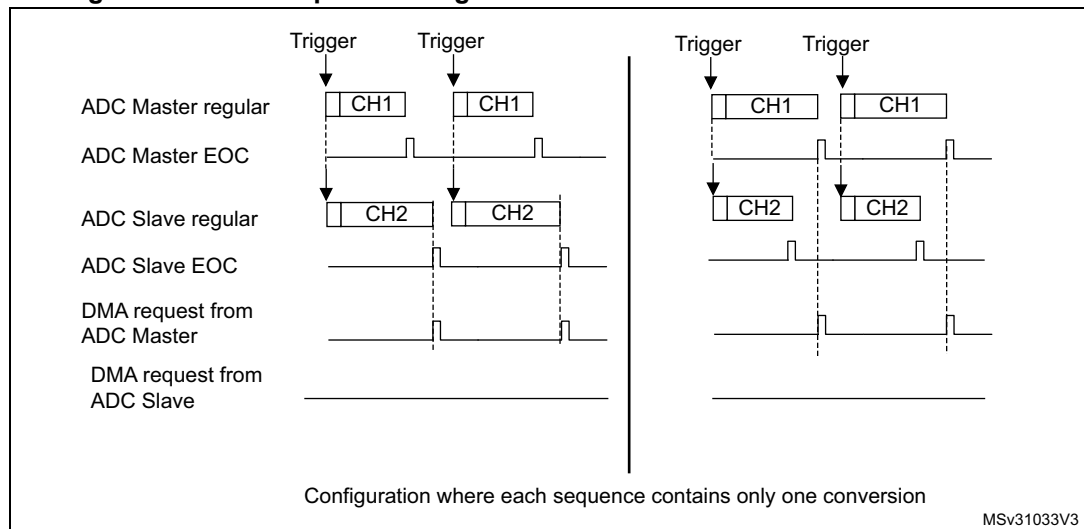 Trigger Trigger Trigger Trigger
ADC Master regular CH1 CH1 CH1 CH1
ADC Master EOC
ADC Slave regular CH2 CH2 CH2 CH2
ADC Slave EOC
DMA request from
ADC Master
DMA request from
ADC Slave
Configuration where each sequence contains only one conversion
MSv31033V3